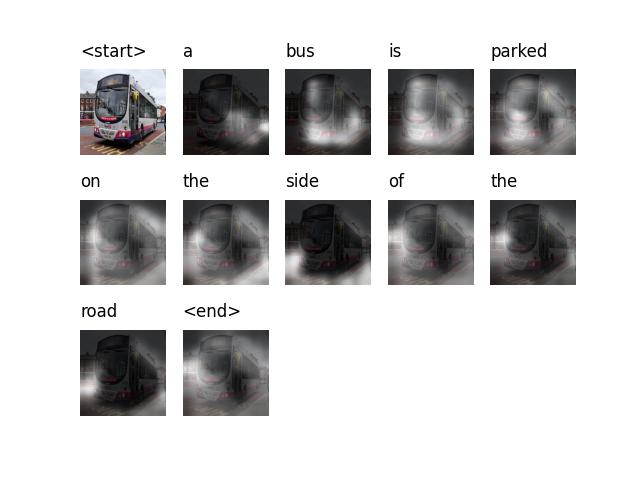 <start> a bus is parked
on the side of the
road <end>